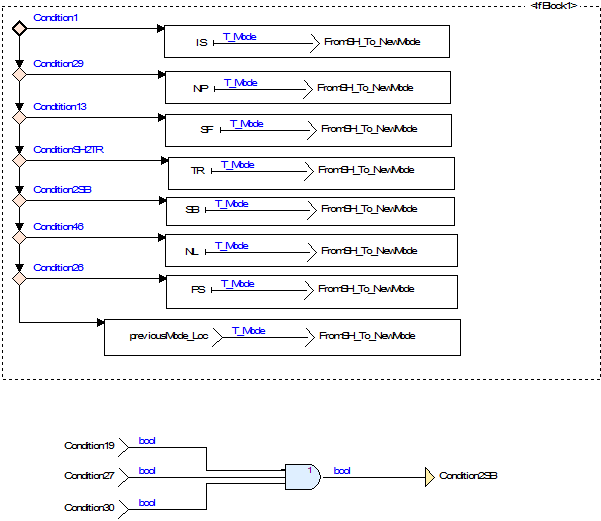 <IfBlock1>
Condition1
IS T_Mode FromSH_To_NewMode
Condition29
NP T_Mode FromSH_To_NewMode
Condtition13
SF T_Mode FromSH_To_NewMode
ConditionSH2TR
TR T_Mode FromSH_To_NewMode
Condition2SB
SB T_Mode FromSH_To_NewMode
Condition46
NL T_Mode FromSH_To_NewMode
Condition26
PS T_Mode FromSH_To_NewMode
previousMode_Loc T_Mode FromSH_To_NewMode
Condition19 bool
1
Condition27 bool bool Condition2SB
Condition30 bool